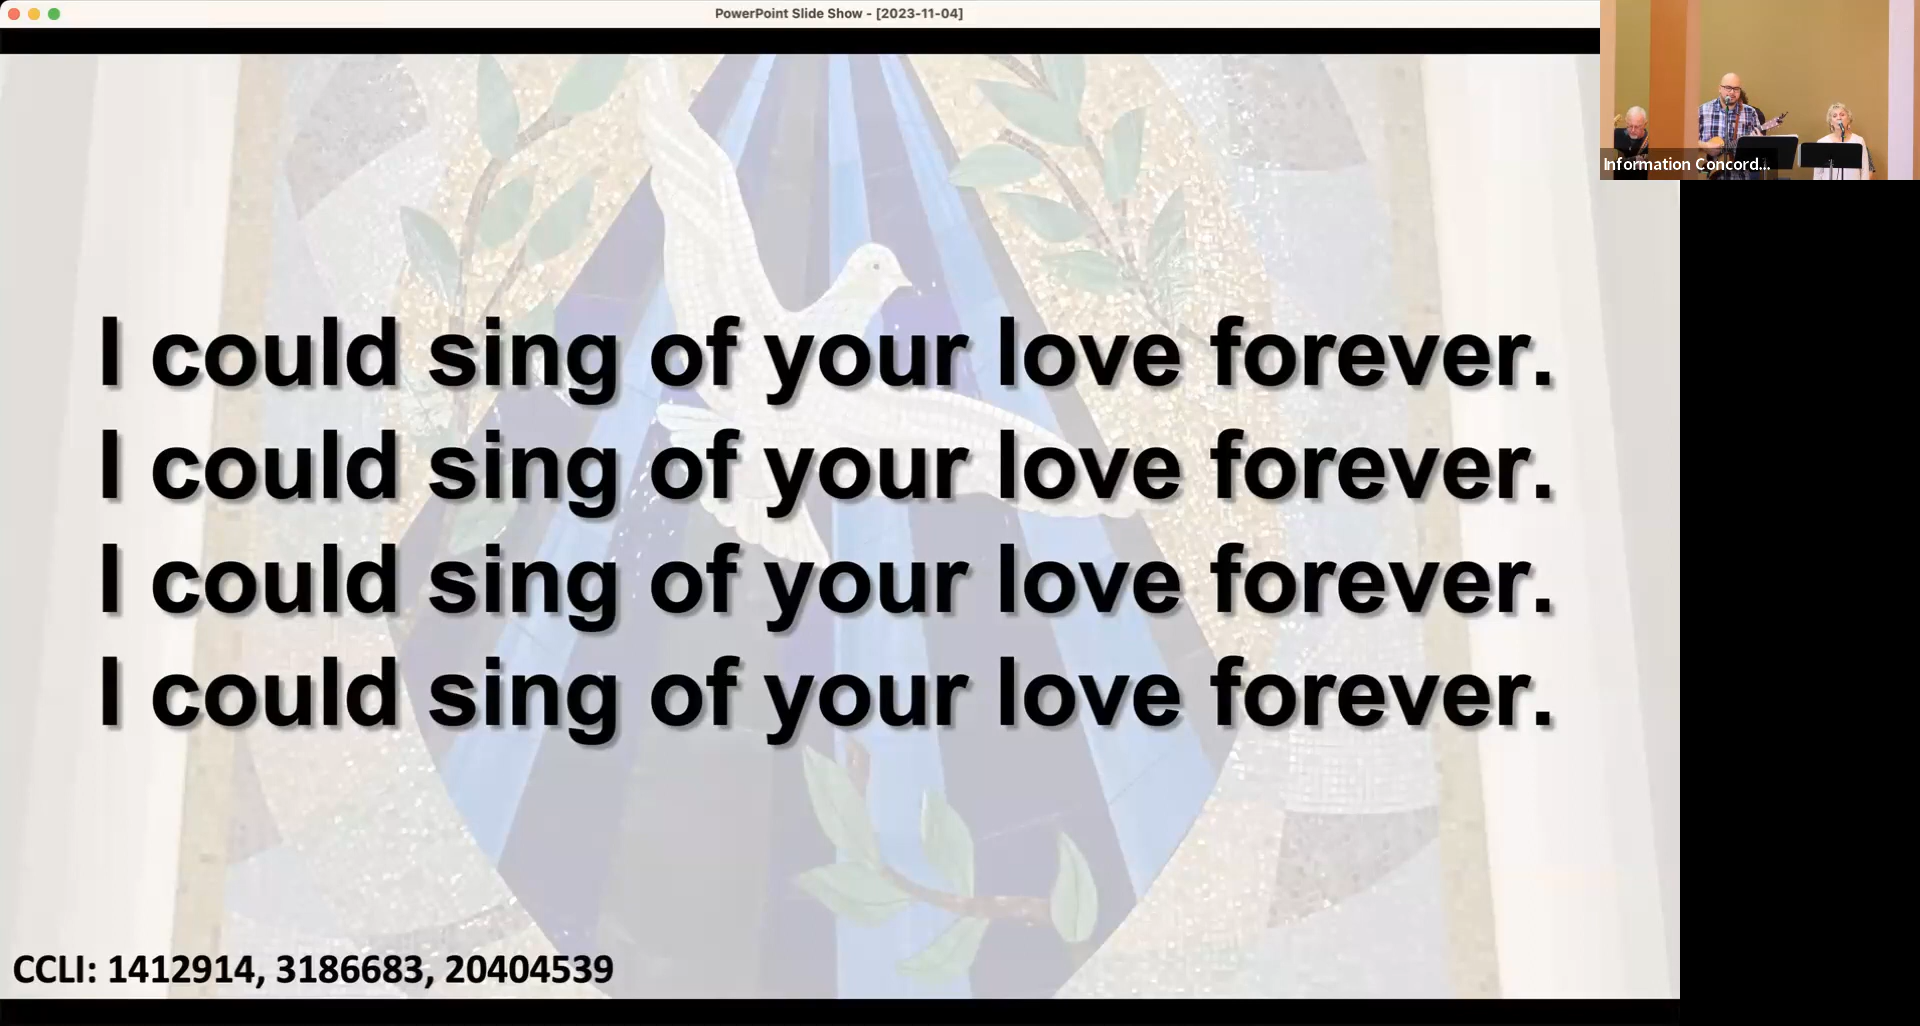 PowerPoint Slide Show - [2023-11-04]
Information Concord...
I could sing of your love forever.
I could sing of your love forever.
I could sing of your love forever.
I could sing of your love forever.
CCLI: 1412914, 3186683, 20404539